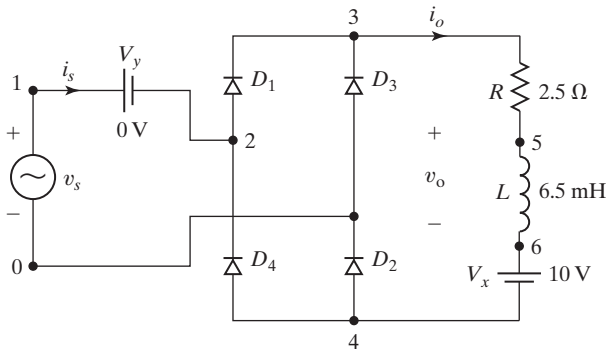 3
i_o
V_y
i_s
1
D_1
D_3
R
2.5 Ω
0 V
2
+
+
5
v_s
v_o
L
6.5 mH
−
−
6
0
D_4
D_2
V_x
10 V
4